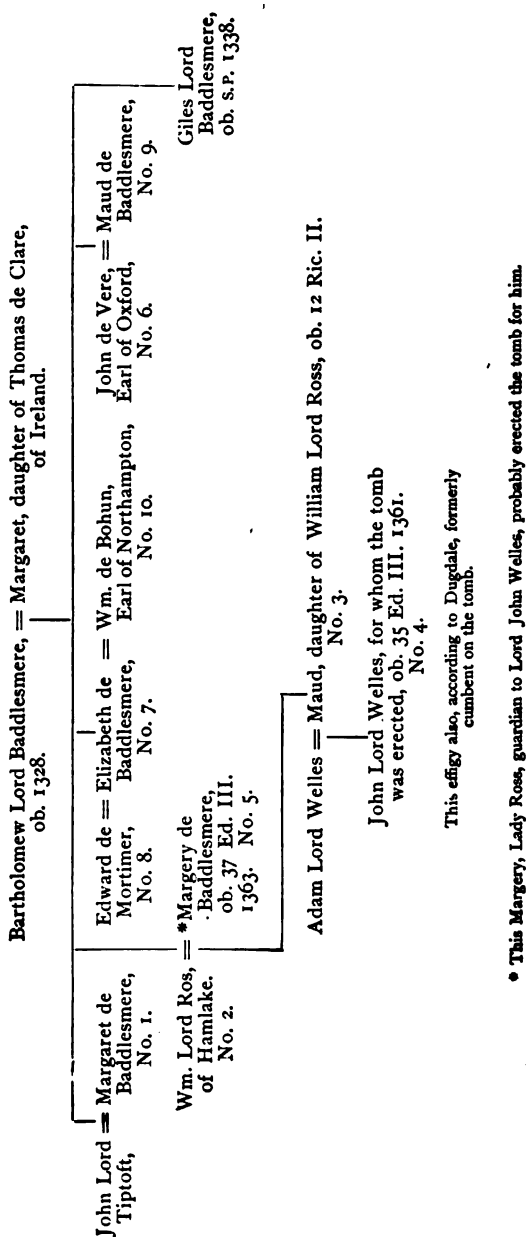 Bartholomew Lord Baddlesmere, = Margaret, daughter of Thomas de Clare,
ob. 1328.
of Ireland.
John Lord = Margaret de
Tiptoft,
Baddlesmere,
No. 1.
Edward de = Elizabeth de = Wm. de Bohun,
Mortimer,
No. 8.
Baddlesmere,
No. 7.
Earl of Northampton,
No. 10.
John de Vere, = Maud de
Earl of Oxford,
No. 6.
Baddlesmere,
No. 9.
Wm. Lord Ros, = *Margery de
of Hamlake.
No. 2.
Baddlesmere,
ob. 37 Ed. III.
1363. No. 5.
Giles Lord
Baddlesmere,
ob. S.P. 1338.
Adam Lord Welles = Maud, daughter of William Lord Ross, ob. 12 Ric. II.
No. 3.
John Lord Welles, for whom the tomb
was erected, ob. 35 Ed. III. 1361.
No. 4.
This effigy also, according to Dugdale, formerly
cumbent on the tomb.
* This Margery, Lady Ross, guardian to Lord John Welles, probably erected the tomb for him.